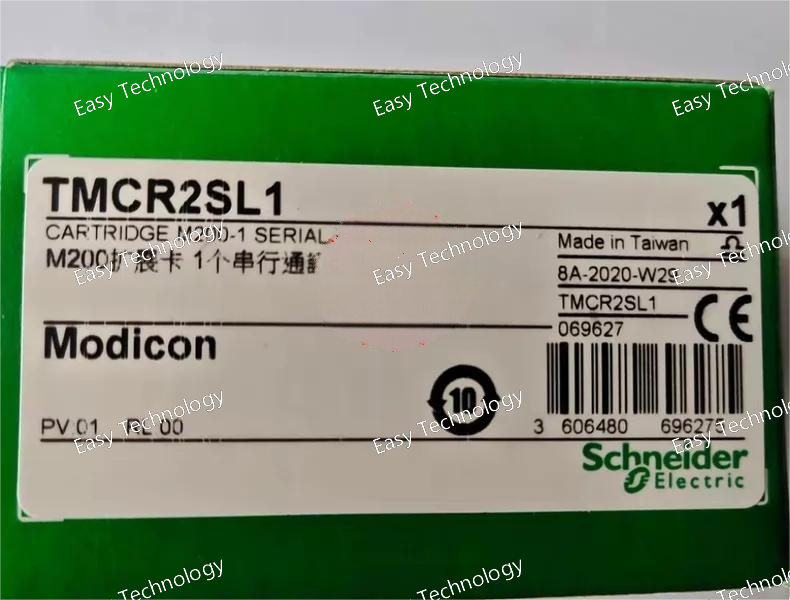 Easy Technology Easy Technology Easy Technology
TMCR2SL1
x1
CARTRIDGE M200-1 SERIAL
M200扩展卡 1个串行通
Made in Taiwan
8A-2020-W29
TMCR2SL1
069627
CE
Easy Technology Easy Technology Easy Technology
Modicon
10
PV:01 RL:00
3 606480 696275
Easy Technology Easy Technology Easy Technology
Schneider
Electric
Technology Easy Technology Easy Technology